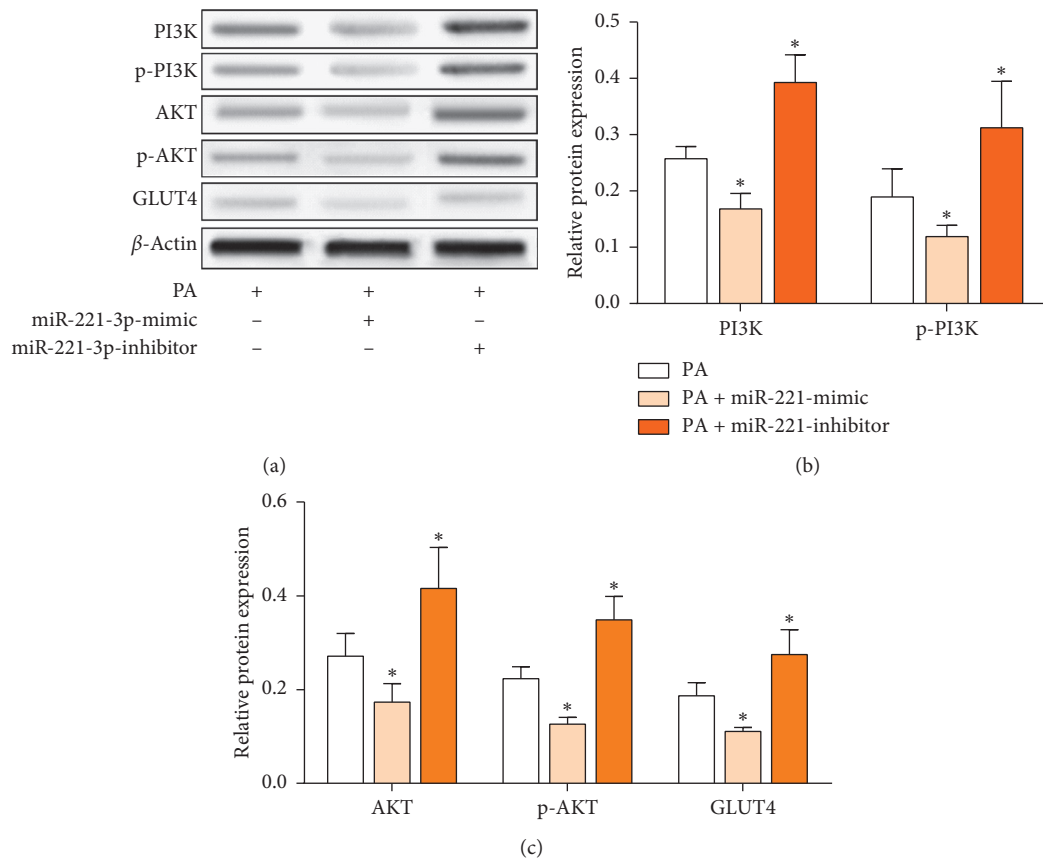 PI3K
p-PI3K
AKT
p-AKT
GLUT4
β-Actin
PA + + +
miR-221-3p-mimic – + –
miR-221-3p-inhibitor – – +
(a)
Relative protein expression
0.5
0.4
0.3
0.2
0.1
0.0
* * * *
PI3K p-PI3K
PA
PA + miR-221-mimic
PA + miR-221-inhibitor
(b)
Relative protein expression
0.6
0.4
0.2
0.0
* * * * * *
AKT p-AKT GLUT4
(c)